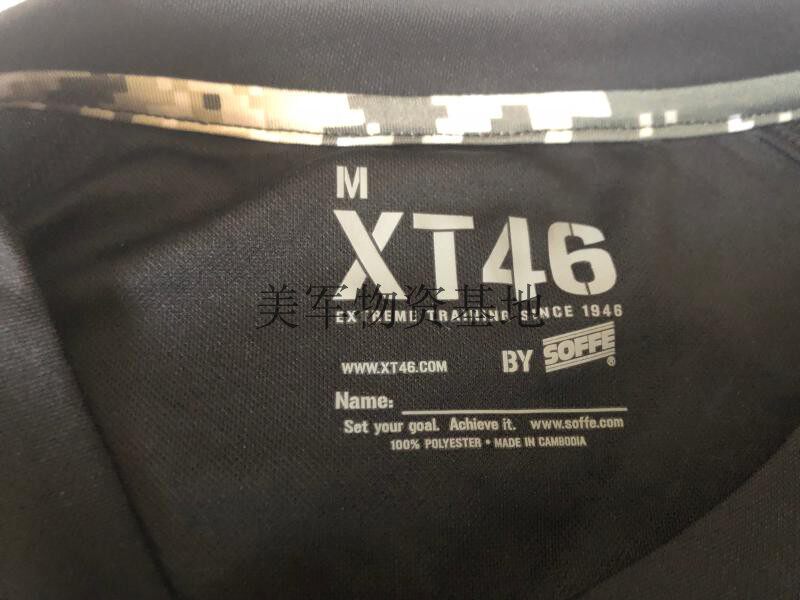 M
XT46
美军物资基地
EXTREME TRAINING SINCE 1946
WWW.XT46.COM
BY SOFFE®
Name:
Set your goal. Achieve it. www.soffe.com
100% POLYESTER • MADE IN CAMBODIA